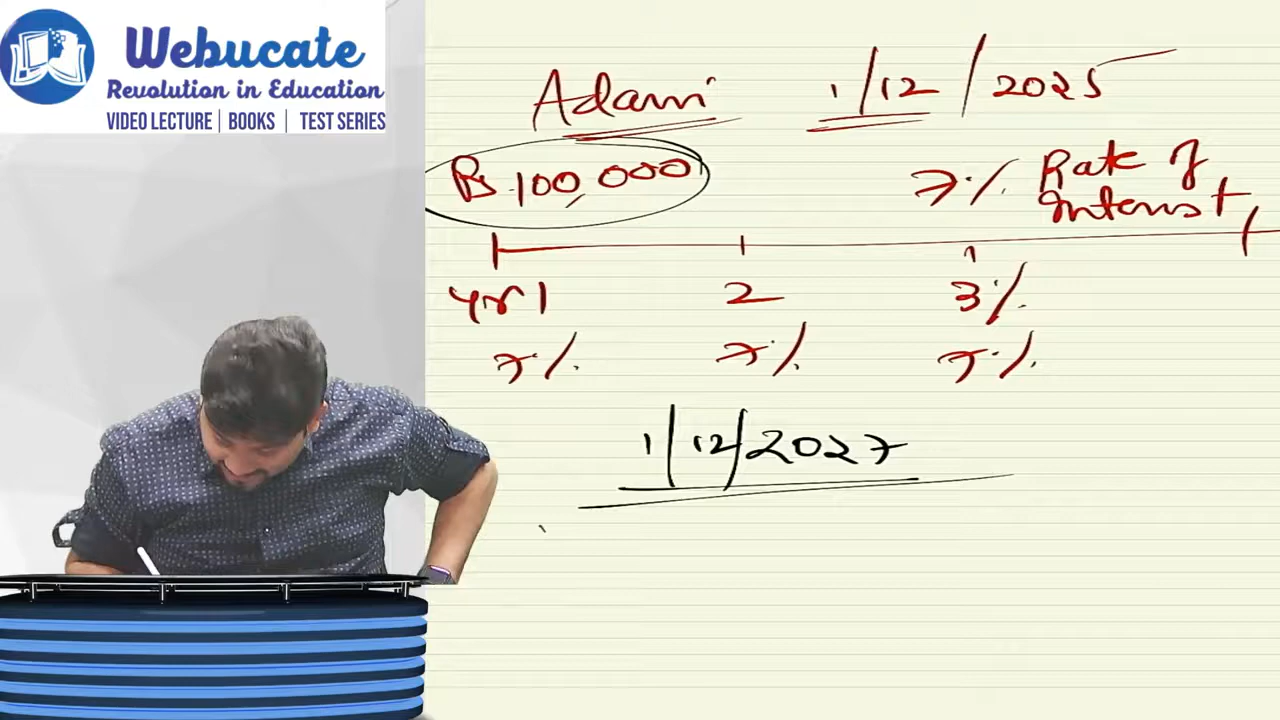 Webucate
Revolution in Education
VIDEO LECTURE | BOOKS | TEST SERIES
Adani 1/12/2025
Rs.100,000 7% Rate of
Interest
yr 1 2 3%
7% 7% 7%
1/12/2027